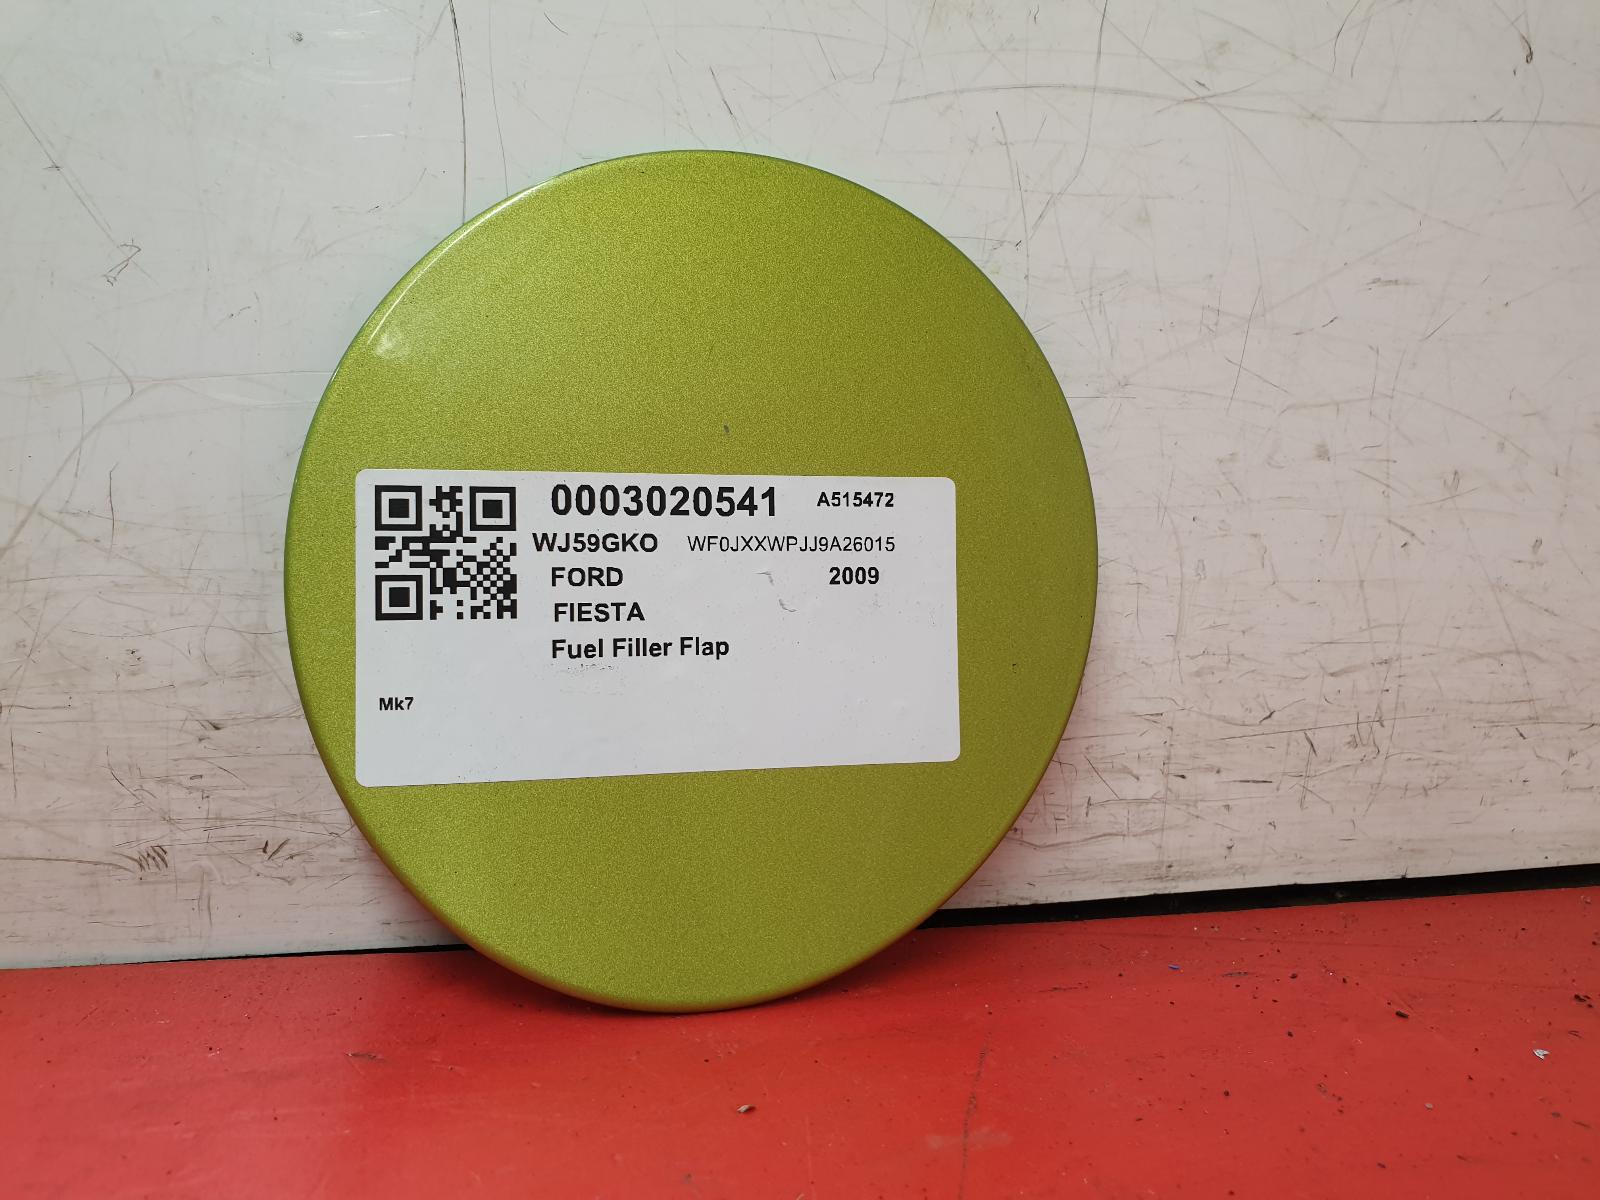 0003020541 A515472
WJ59GKO WF0JXXWPJJ9A26015
FORD 2009
FIESTA
Fuel Filler Flap
Mk7